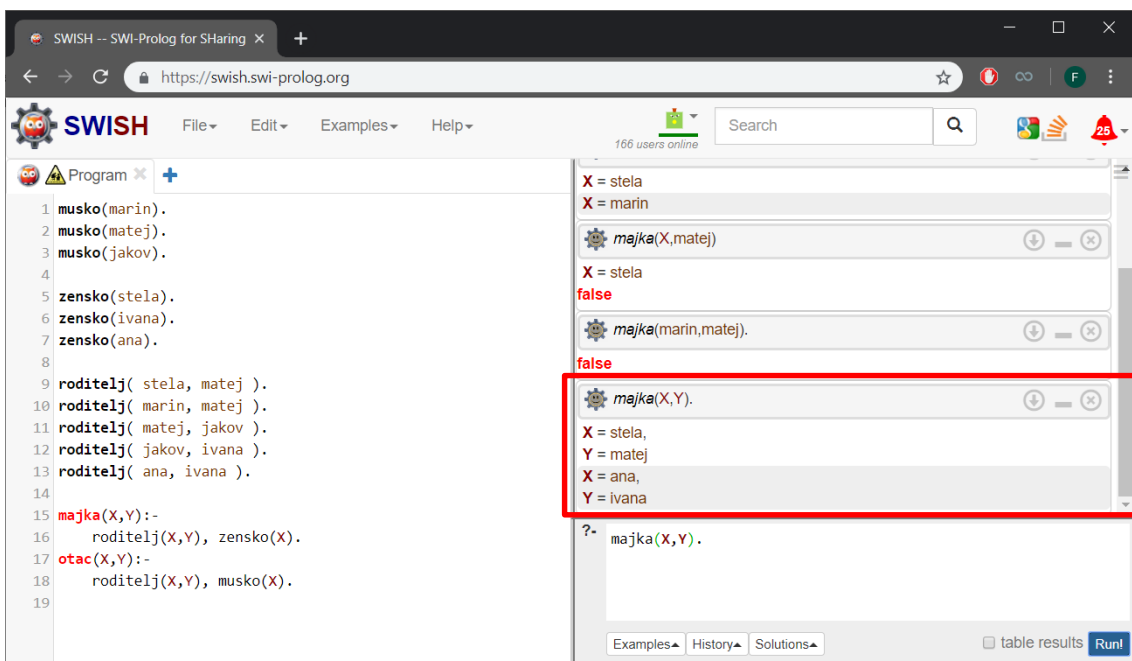 SWISH -- SWI-Prolog for SHaring
https://swish.swi-prolog.org
F
SWISH File Edit Examples Help
166 users online
Search
25
Program
1 musko(marin).
2 musko(matej).
3 musko(jakov).
4
5 zensko(stela).
6 zensko(ivana).
7 zensko(ana).
8
9 roditelj( stela, matej ).
10 roditelj( marin, matej ).
11 roditelj( matej, jakov ).
12 roditelj( jakov, ivana ).
13 roditelj( ana, ivana ).
14
15 majka(X,Y):-
16 roditelj(X,Y), zensko(X).
17 otac(X,Y):-
18 roditelj(X,Y), musko(X).
19
X = stela
X = marin
majka(X,matej)
X = stela
false
majka(marin,matej).
false
majka(X,Y).
X = stela,
Y = matej
X = ana,
Y = ivana
?- majka(X,Y).
Examples History Solutions table results Run!